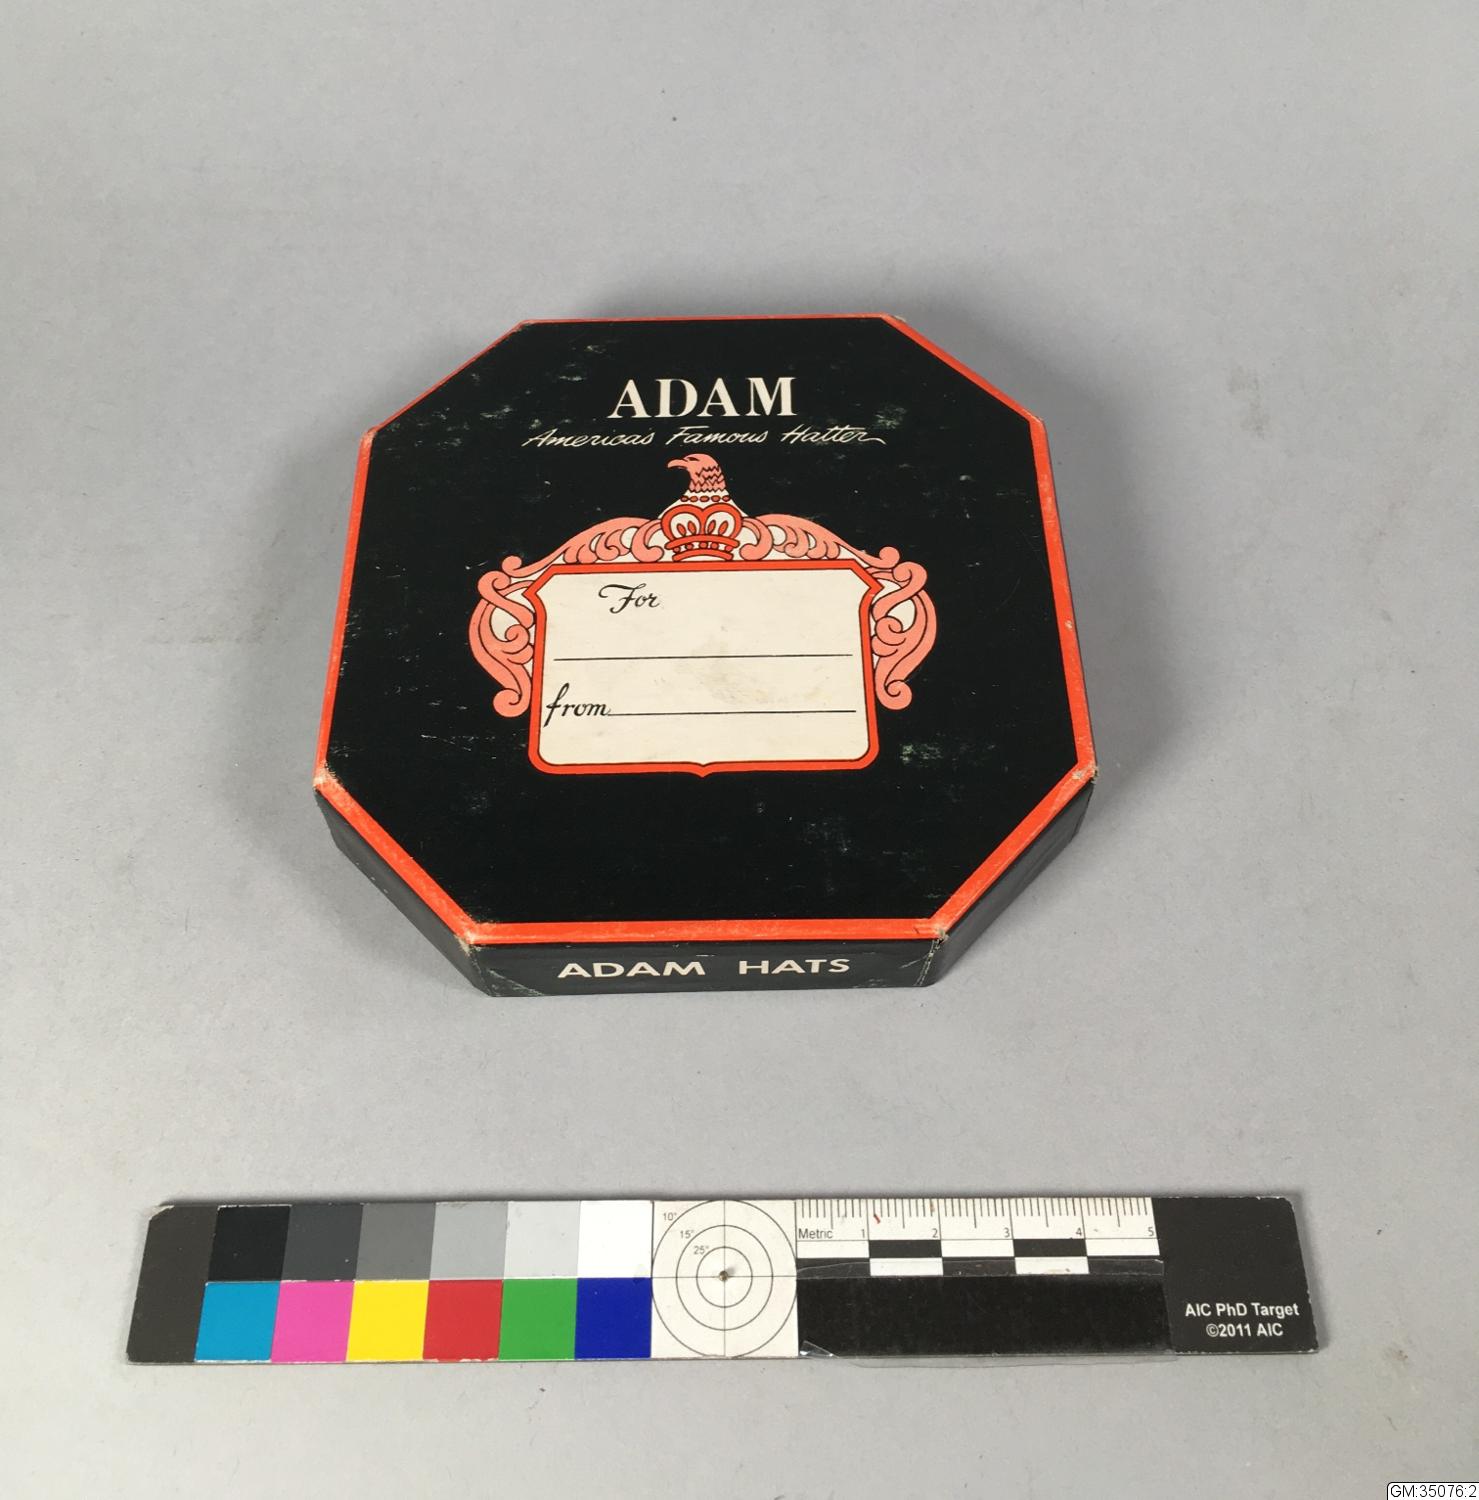 ADAM
America's Famous Hatter
For
from
ADAM HATS
10°
15°
25°
Metric 1 2 3 4 5
AIC PhD Target
©2011 AIC
GM:35076:2